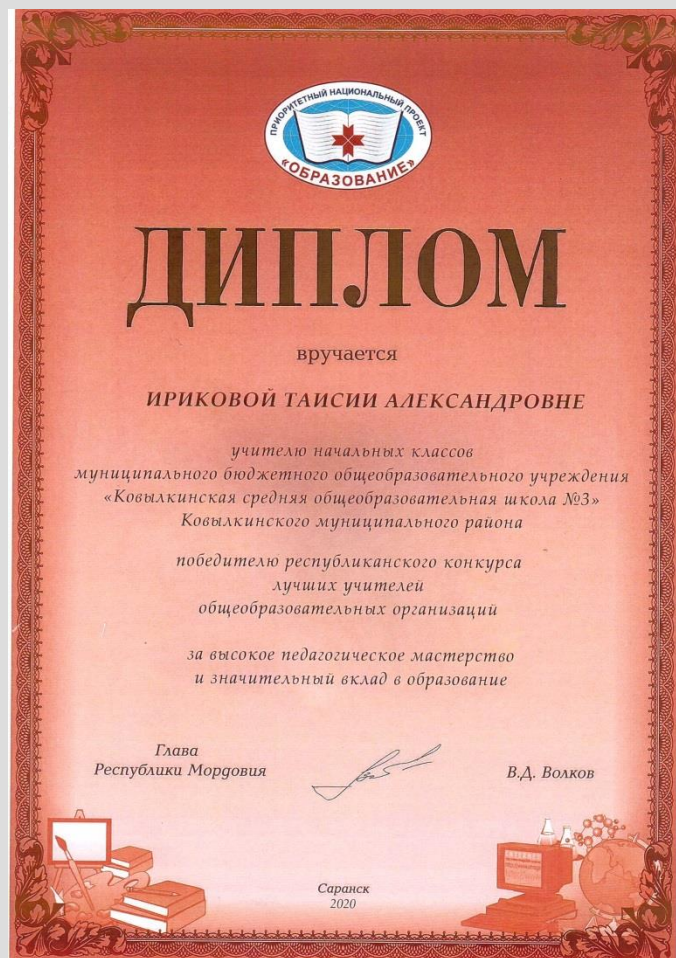 ПРИОРИТЕТНЫЙ НАЦИОНАЛЬНЫЙ ПРОЕКТ
«ОБРАЗОВАНИЕ»
ДИПЛОМ
вручается
ИРИКОВОЙ ТАИСИИ АЛЕКСАНДРОВНЕ
учителю начальных классов
муниципального бюджетного общеобразовательного учреждения
«Ковылкинская средняя общеобразовательная школа №3»
Ковылкинского муниципального района
победителю республиканского конкурса
лучших учителей
общеобразовательных организаций
за высокое педагогическое мастерство
и значительный вклад в образование
Глава
Республики Мордовия
В.Д. Волков
Саранск
2020